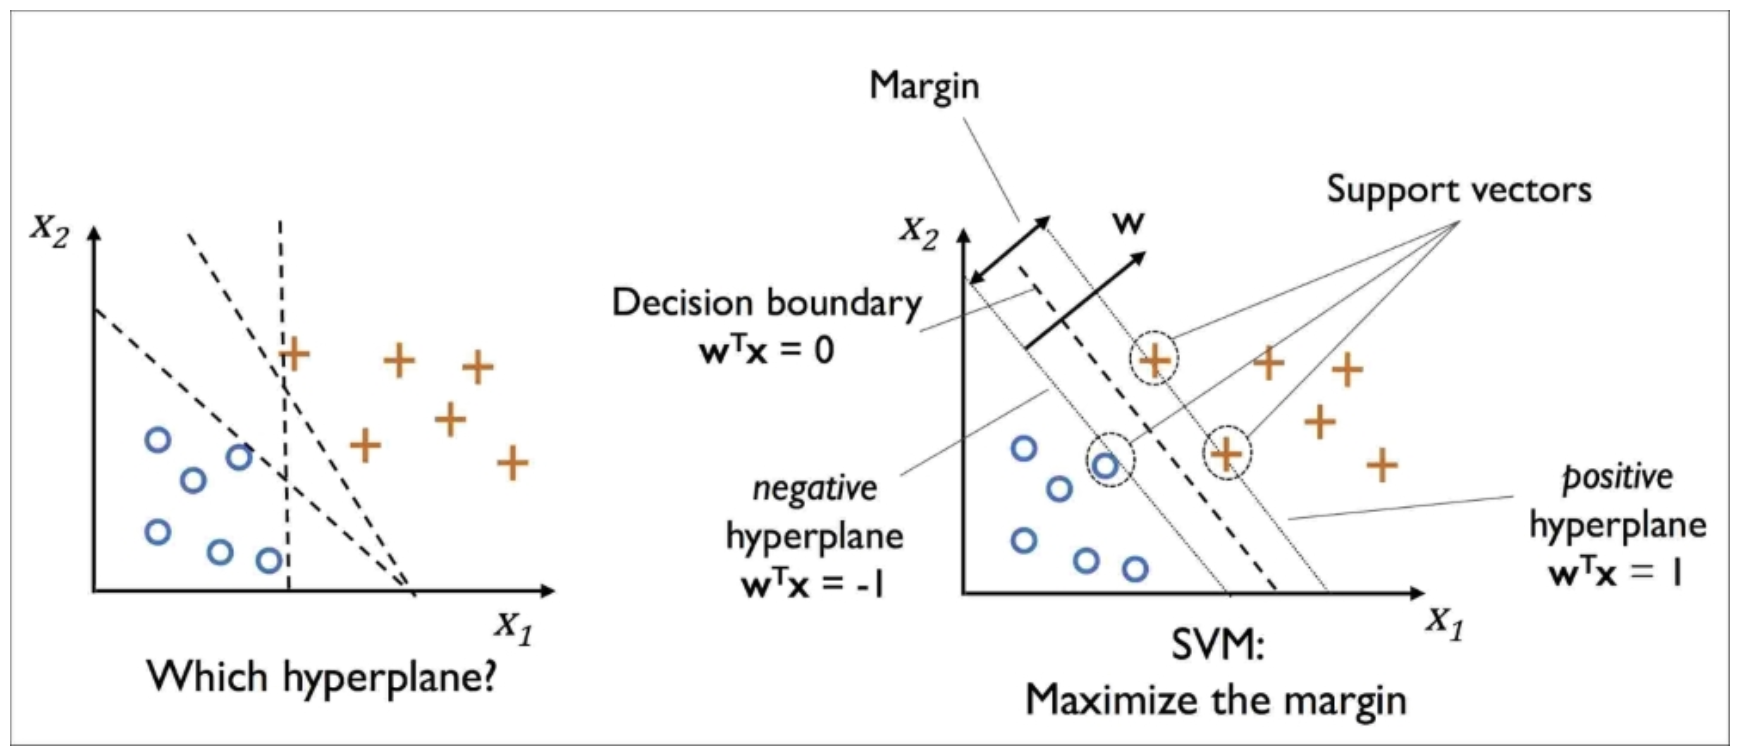 x2
x1
Which hyperplane?
Margin
Support vectors
x2
w
Decision boundary
wTx = 0
negative
hyperplane
wTx = -1
positive
hyperplane
wTx = 1
x1
SVM:
Maximize the margin